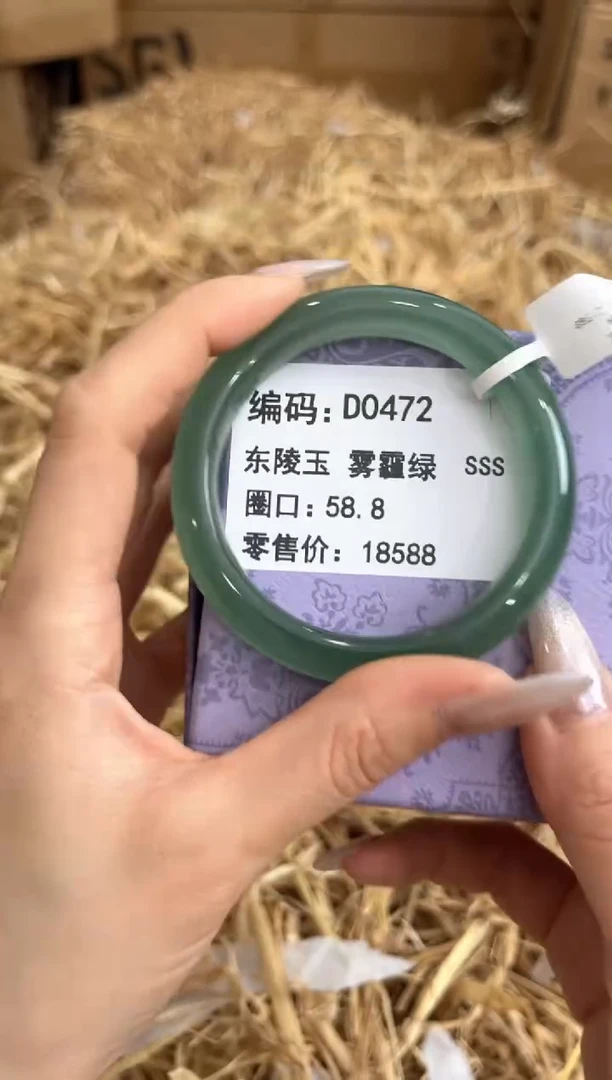 编码: D0472
东陵玉 雾霾绿 SSS
圈口: 58.8
零售价: 18588